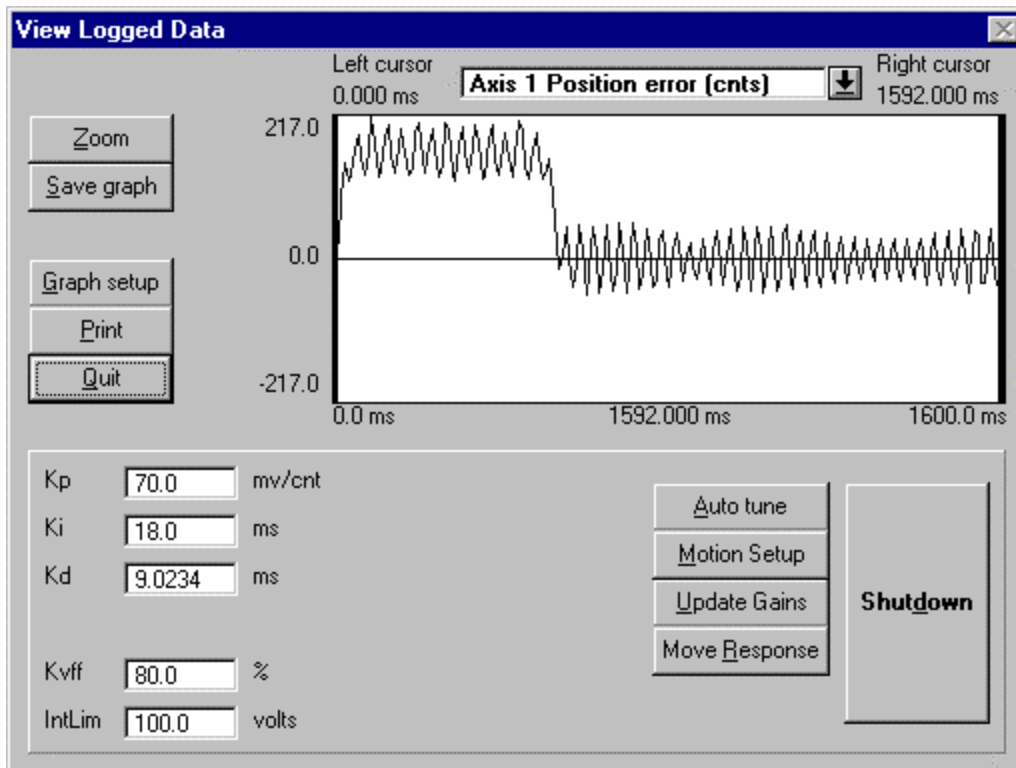 View Logged Data
Left cursor
0.000 ms
Axis 1 Position error (cnts)
Right cursor
1592.000 ms
Zoom
Save graph
Graph setup
Print
Quit
217.0
0.0
-217.0
0.0 ms
1592.000 ms
1600.0 ms
Kp 70.0 mv/cnt
Ki 18.0 ms
Kd 9.0234 ms
Kvff 80.0 %
IntLim 100.0 volts
Auto tune
Motion Setup
Update Gains
Move Response
Shutdown